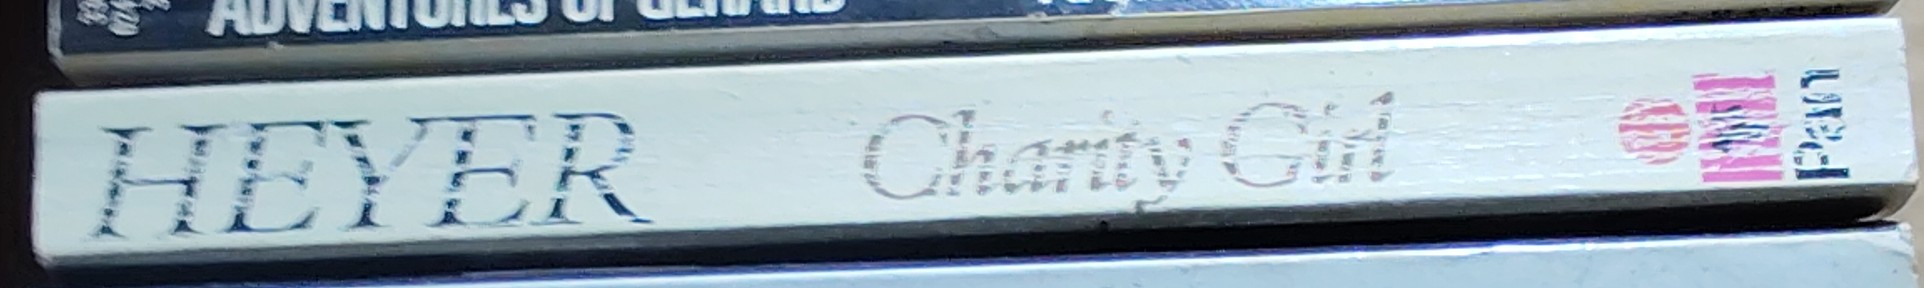 ADVENTURES OF GERARD
HEYER Charity Girl Pan